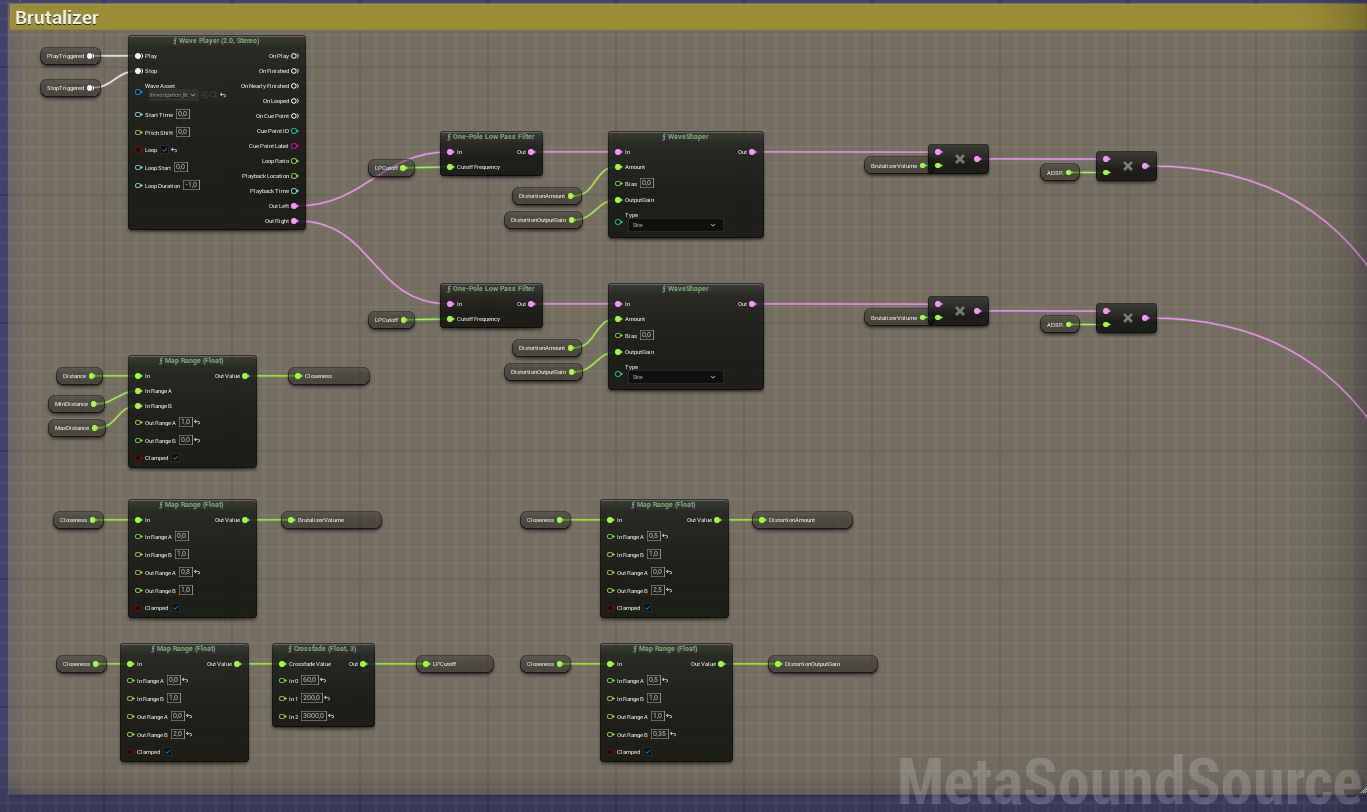 Brutalizer
PlayTriggered
StopTriggered
ƒ Wave Player (2.0, Stereo)
Play
On Play
Stop
On Finished
Wave Asset
On Nearly Finished
Investigation_Br
On Looped
On Cue Point
Start Time 0,0
Cue Point ID
Pitch Shift 0,0
Cue Point Label
Loop
Loop Ratio
Loop Start 0,0
Playback Location
Loop Duration -1,0
Playback Time
Out Left
Out Right
LPCutoff
ƒ One-Pole Low Pass Filter
In Out
Cutoff Frequency
DistortionAmount
DistortionOutputGain
ƒ WaveShaper
In Out
Amount
Bias 0,0
OutputGain
Type
Sine
BrutalizerVolume
×
ADSR
×
LPCutoff
ƒ One-Pole Low Pass Filter
In Out
Cutoff Frequency
DistortionAmount
DistortionOutputGain
ƒ WaveShaper
In Out
Amount
Bias 0,0
OutputGain
Type
Sine
BrutalizerVolume
×
ADSR
×
Distance
MinDistance
MaxDistance
ƒ Map Range (Float)
In Out Value
In Range A
In Range B
Out Range A 1,0
Out Range B 0,0
Clamped
Closeness
Closeness
ƒ Map Range (Float)
In Out Value
In Range A 0,0
In Range B 1,0
Out Range A 0,8
Out Range B 1,0
Clamped
BrutalizerVolume
Closeness
ƒ Map Range (Float)
In Out Value
In Range A 0,5
In Range B 1,0
Out Range A 0,0
Out Range B 2,5
Clamped
DistortionAmount
Closeness
ƒ Map Range (Float)
In Out Value
In Range A 0,0
In Range B 1,0
Out Range A 0,0
Out Range B 2,0
Clamped
ƒ Crossfade (Float, 3)
Crossfade Value Out
In 0 60,0
In 1 200,0
In 2 3000,0
LPCutoff
Closeness
ƒ Map Range (Float)
In Out Value
In Range A 0,5
In Range B 1,0
Out Range A 1,0
Out Range B 0,35
Clamped
DistortionOutputGain
MetaSoundSource